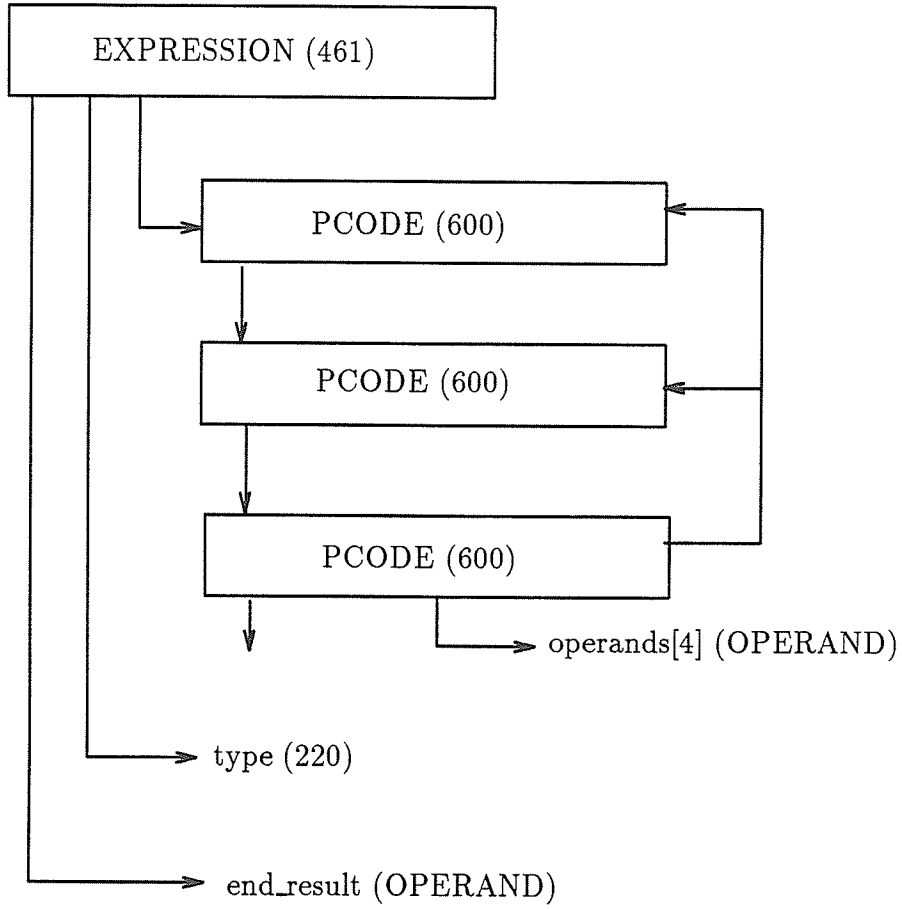 EXPRESSION (461)
PCODE (600)
PCODE (600)
PCODE (600)
operands[4] (OPERAND)
type (220)
end_result (OPERAND)